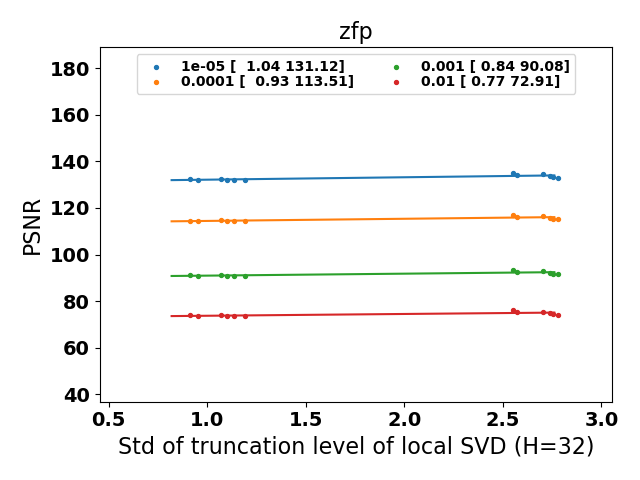 zfp
1e-05 [  1.04 131.12]
0.0001 [  0.93 113.51]
0.001 [ 0.84 90.08]
0.01 [ 0.77 72.91]
180
160
140
120
100
80
60
40
PSNR
0.5 1.0 1.5 2.0 2.5 3.0
Std of truncation level of local SVD (H=32)